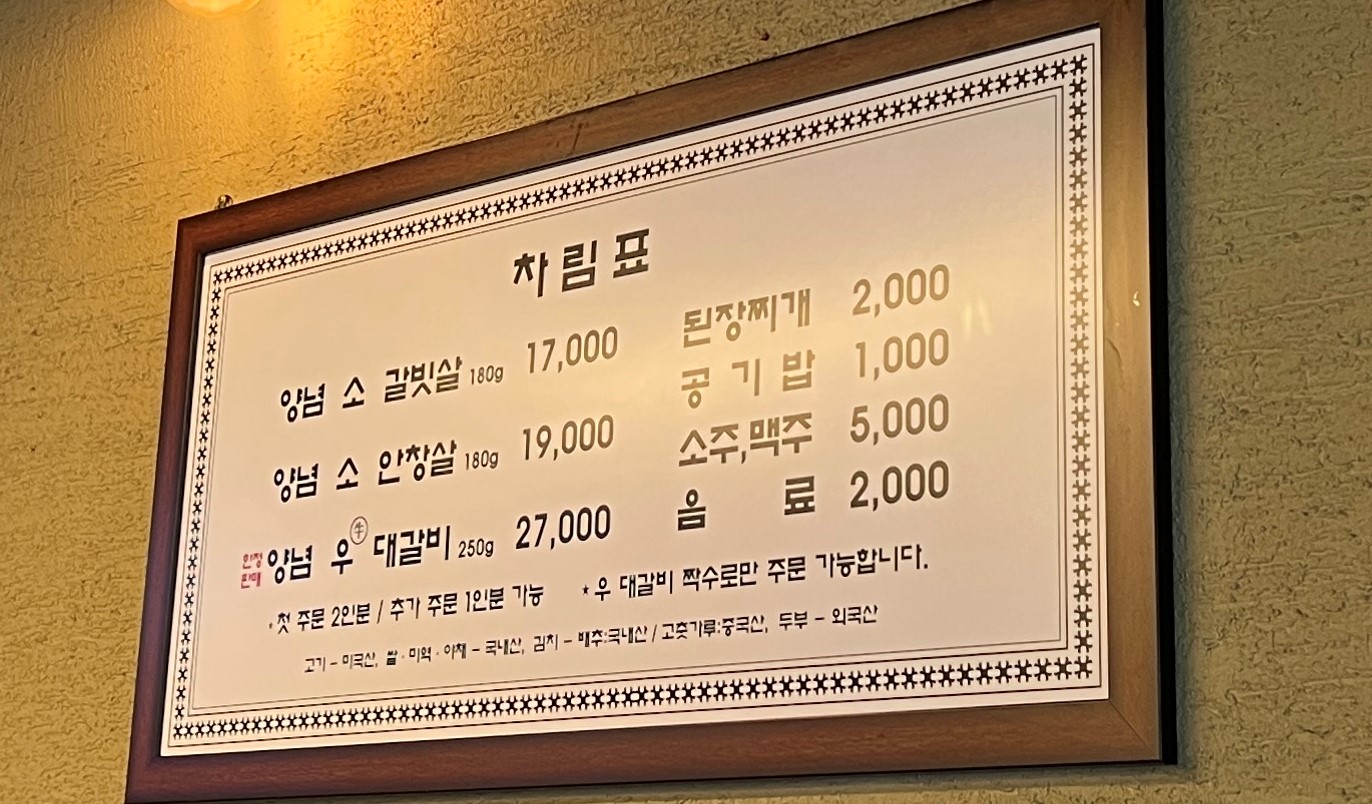 차림표
양념 소 갈빗살 180g 17,000
양념 소 안창살 180g 19,000
한정
판매
양념 우 牛 대갈비 250g 27,000
된장찌개 2,000
공기밥 1,000
소주,맥주 5,000
음료 2,000
·첫 주문 2인분 / 추가 주문 1인분 가능
★우 대갈비 짝수로만 주문 가능합니다.
고기 – 미국산, 쌀·미역·야채 – 국내산, 김치 – 배추:국내산 / 고춧가루:중국산, 두부 – 외국산